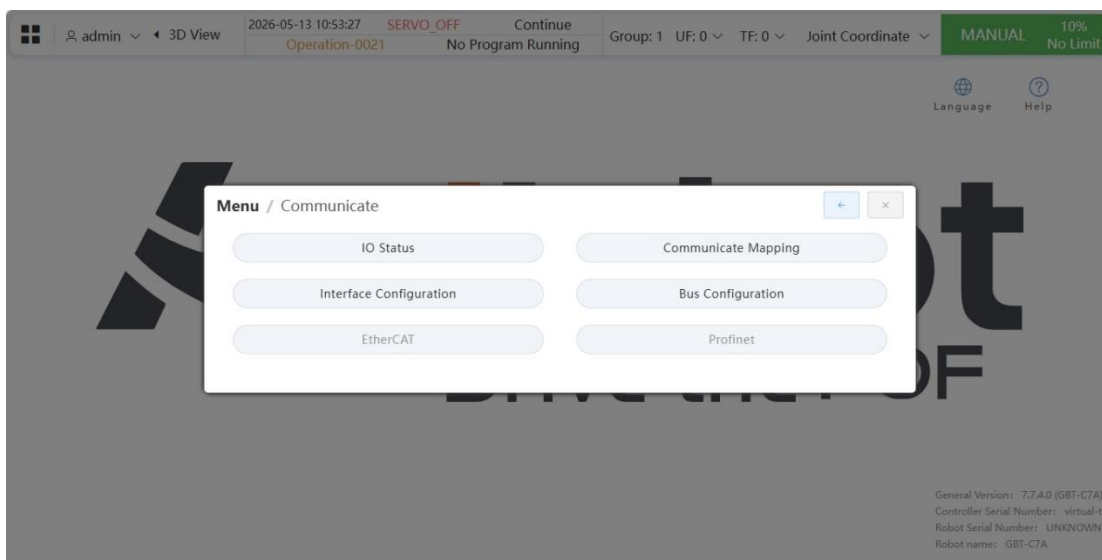 admin
3D View
2026-05-13 10:53:27 SERVO_OFF Continue
Operation-0021 No Program Running
Group: 1 UF: 0 TF: 0 Joint Coordinate
MANUAL
10%
No Limit
Language Help
Menu / Communicate
IO Status Communicate Mapping
Interface Configuration Bus Configuration
EtherCAT Profinet
General Version: 7.7.4.0 (GBT-C7A)
Controller Serial Number: virtual-t
Robot Serial Number: UNKNOWN
Robot name: GBT-C7A